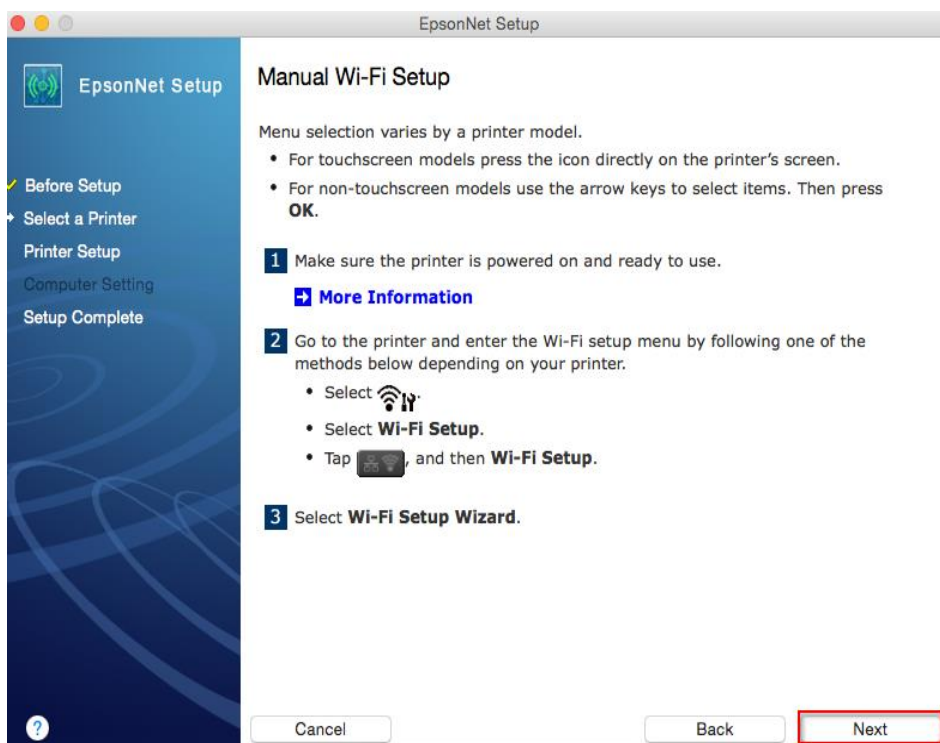 EpsonNet Setup
EpsonNet Setup
Before Setup
Select a Printer
Printer Setup
Computer Setting
Setup Complete
Manual Wi-Fi Setup
Menu selection varies by a printer model.
• For touchscreen models press the icon directly on the printer's screen.
• For non-touchscreen models use the arrow keys to select items. Then press
OK.
1 Make sure the printer is powered on and ready to use.
More Information
2 Go to the printer and enter the Wi-Fi setup menu by following one of the
methods below depending on your printer.
• Select .
• Select Wi-Fi Setup.
• Tap , and then Wi-Fi Setup.
3 Select Wi-Fi Setup Wizard.
?
Cancel
Back
Next